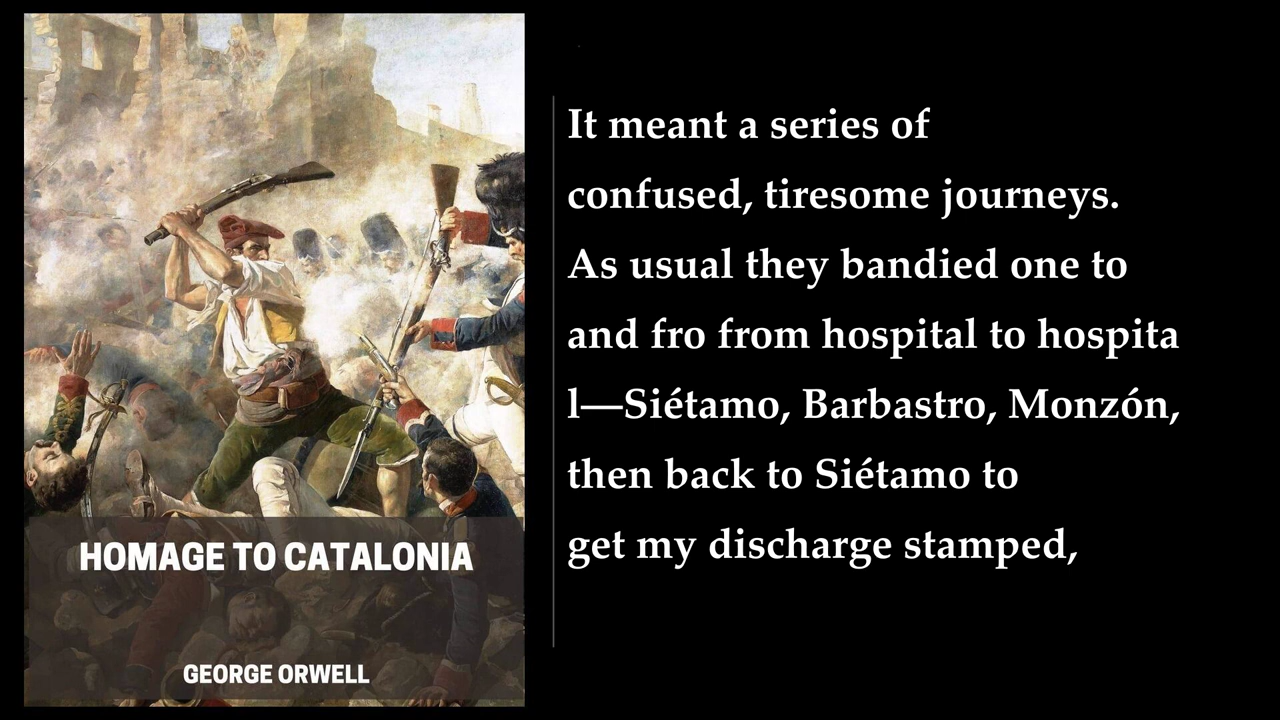 HOMAGE TO CATALONIA
GEORGE ORWELL
It meant a series of
confused, tiresome journeys.
As usual they bandied one to
and fro from hospital to hospita
l—Siétamo, Barbastro, Monzón,
then back to Siétamo to
get my discharge stamped,